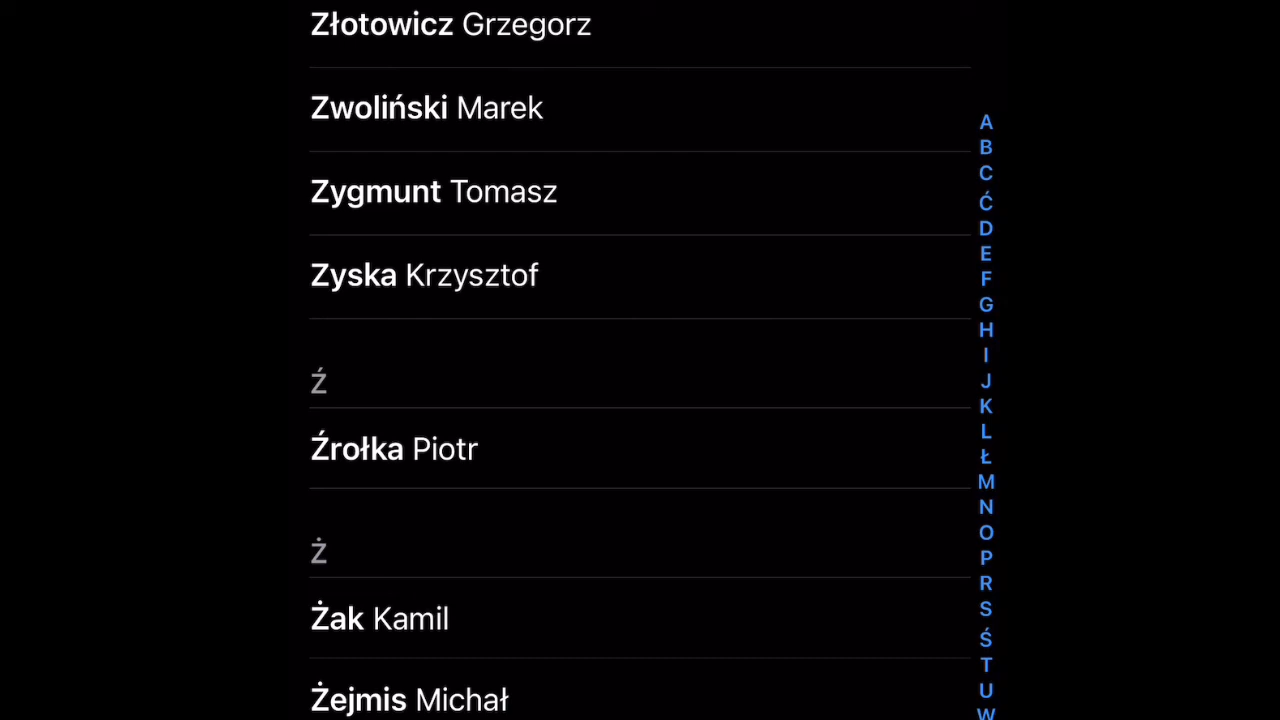 Złotowicz Grzegorz
Zwoliński Marek
Zygmunt Tomasz
Zyska Krzysztof
Ź
Źrołka Piotr
Ż
Żak Kamil
Żejmis Michał
A
B
C
Ć
D
E
F
G
H
I
J
K
L
Ł
M
N
O
P
R
S
Ś
T
U
W